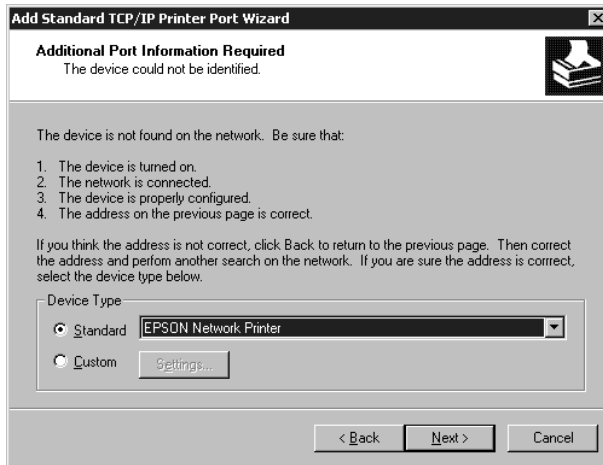 Add Standard TCP/IP Printer Port Wizard
Additional Port Information Required
The device could not be identified.
The device is not found on the network. Be sure that:
1. The device is turned on.
2. The network is connected.
3. The device is properly configured.
4. The address on the previous page is correct.
If you think the address is not correct, click Back to return to the previous page. Then correct
the address and perfom another search on the network. If you are sure the address is corrrect,
select the device type below.
Device Type
Standard EPSON Network Printer
Custom Settings...
< Back Next > Cancel